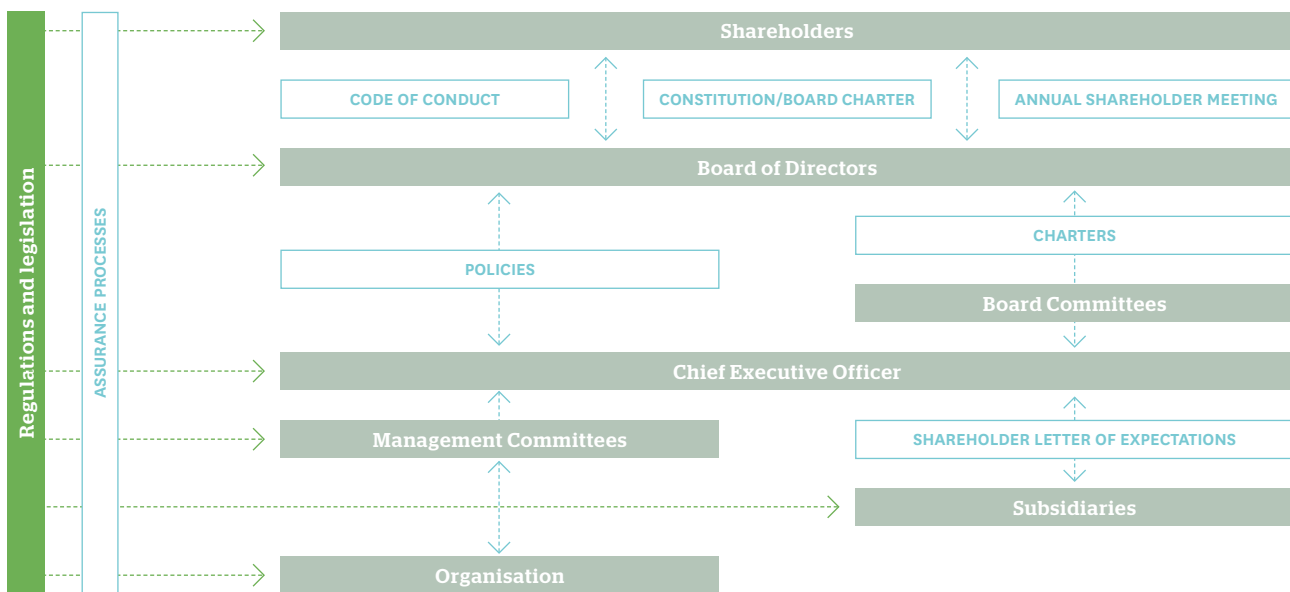 Regulations and legislation
ASSURANCE PROCESSES
Shareholders
CODE OF CONDUCT
CONSTITUTION/BOARD CHARTER
ANNUAL SHAREHOLDER MEETING
Board of Directors
CHARTERS
POLICIES
Board Committees
Chief Executive Officer
Management Committees
SHAREHOLDER LETTER OF EXPECTATIONS
Subsidiaries
Organisation